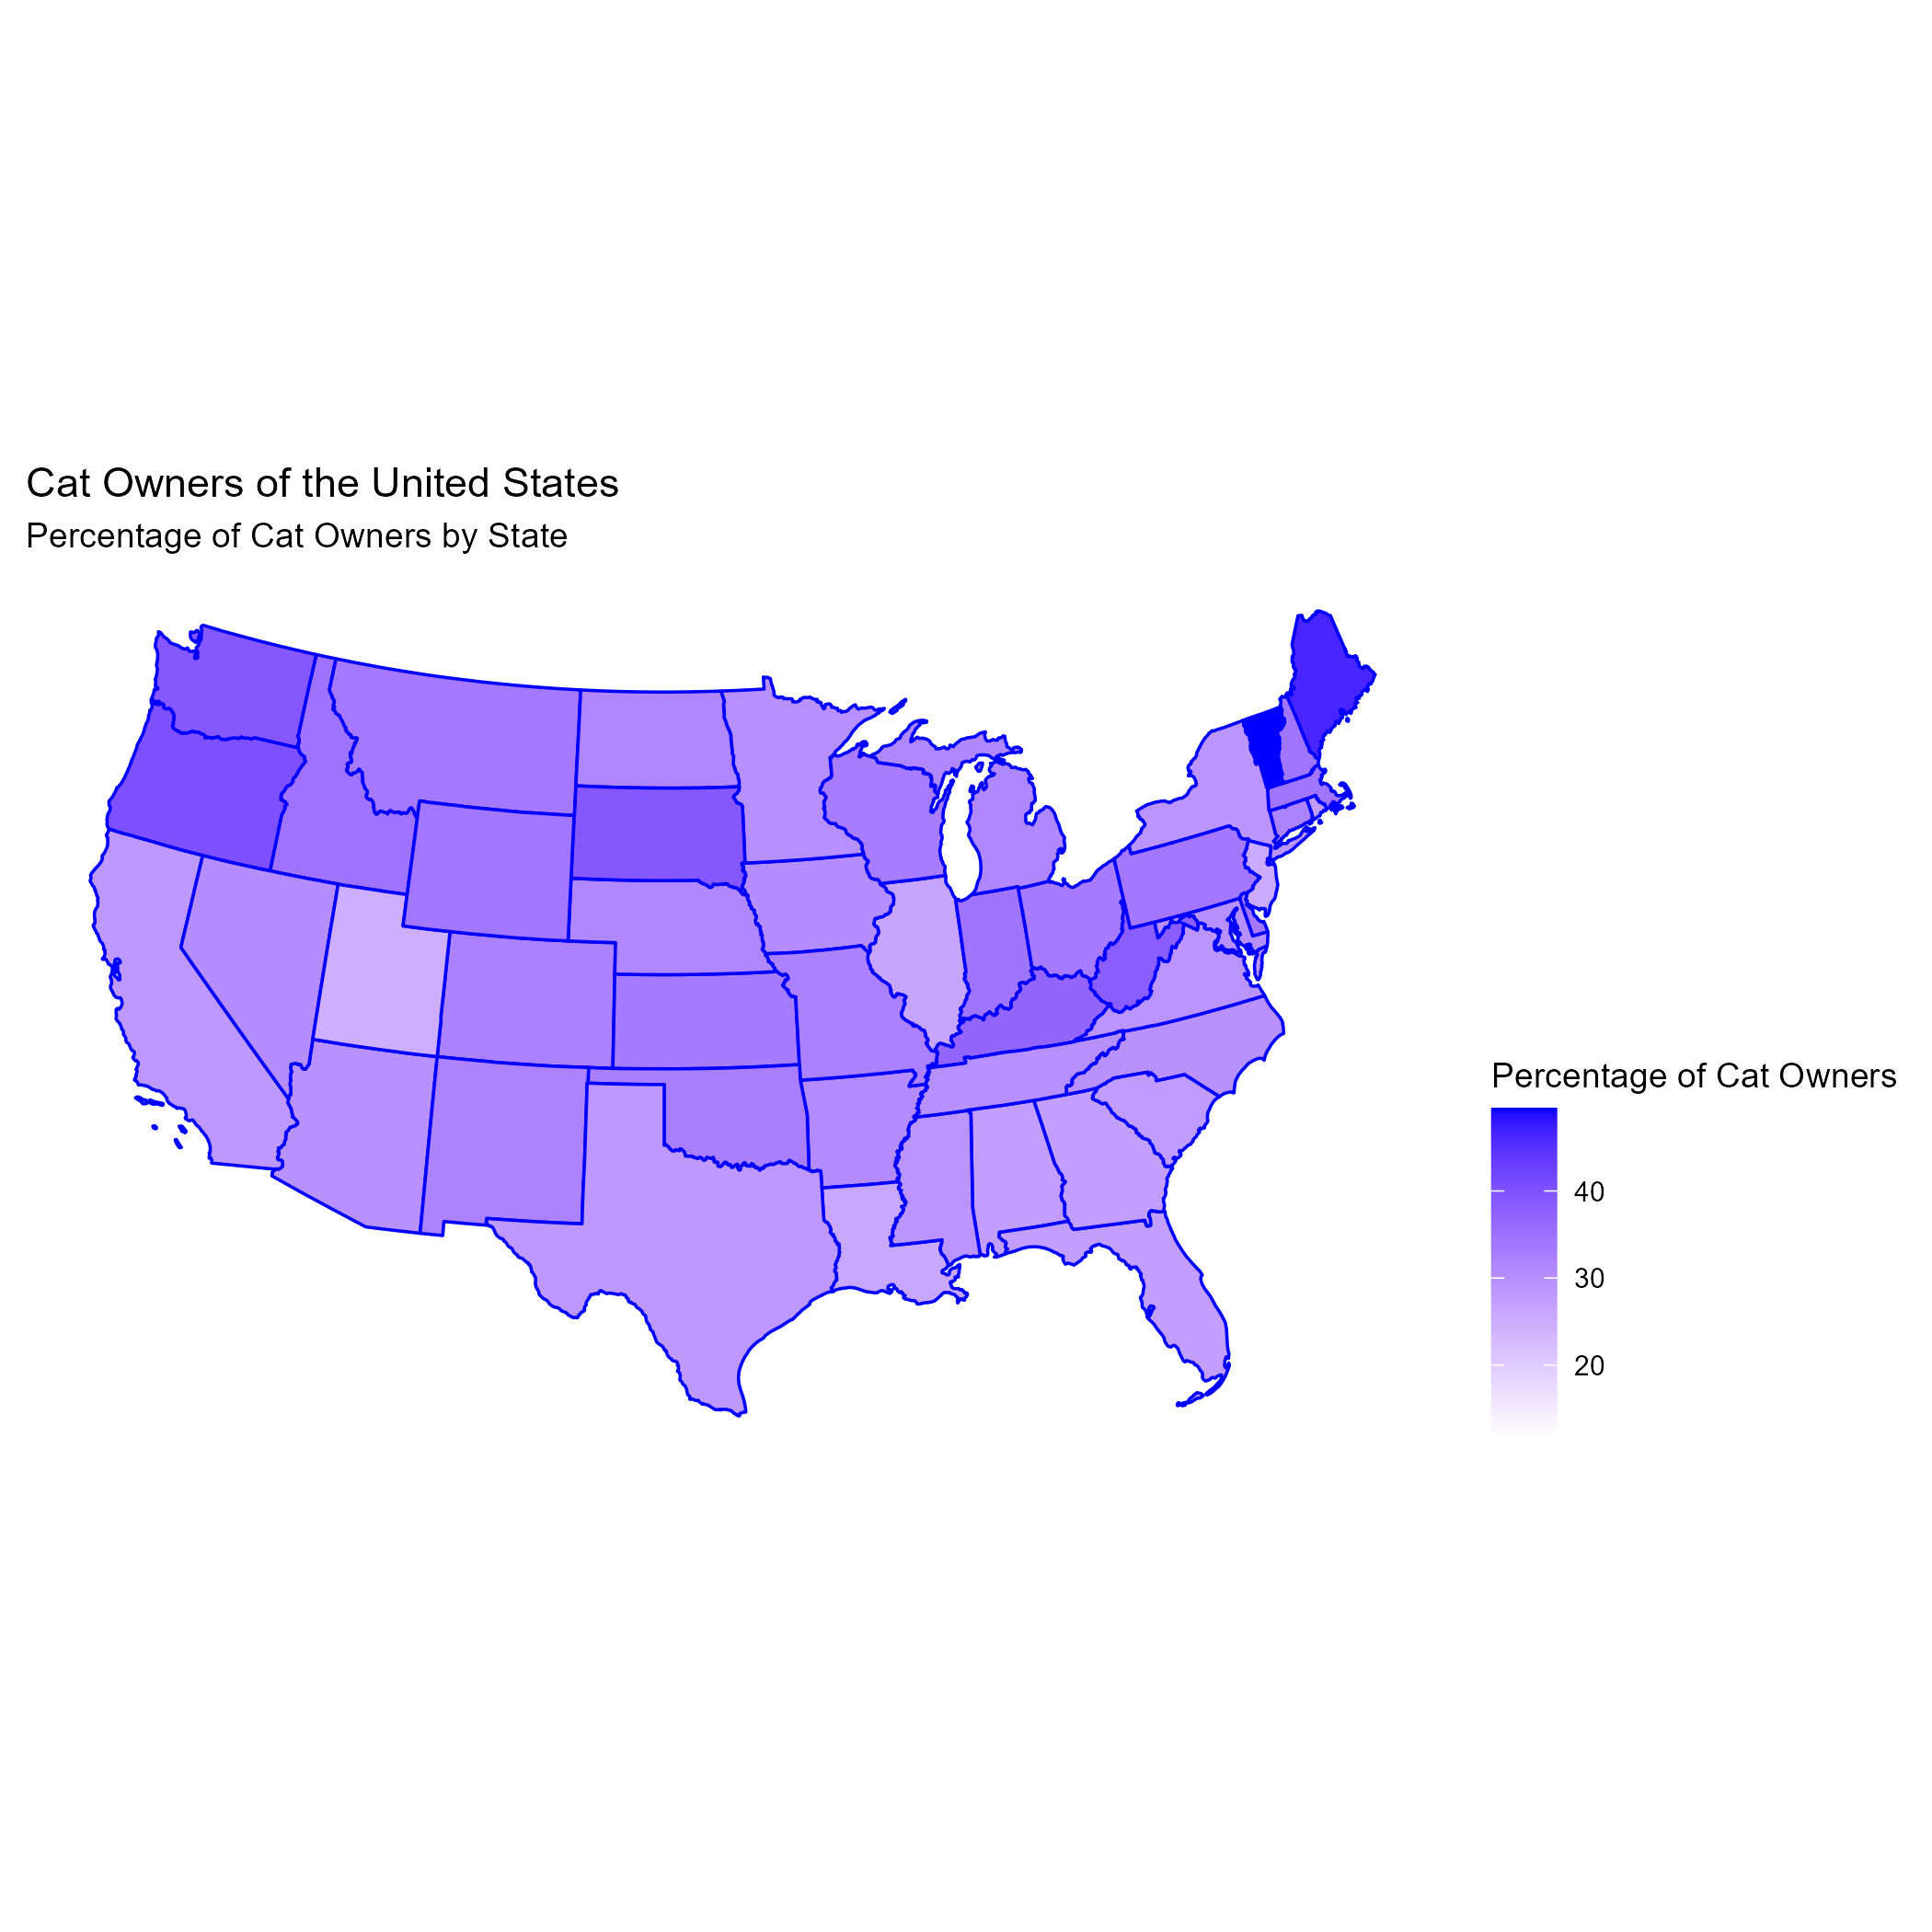 Cat Owners of the United States
Percentage of Cat Owners by State
Percentage of Cat Owners
40
30
20